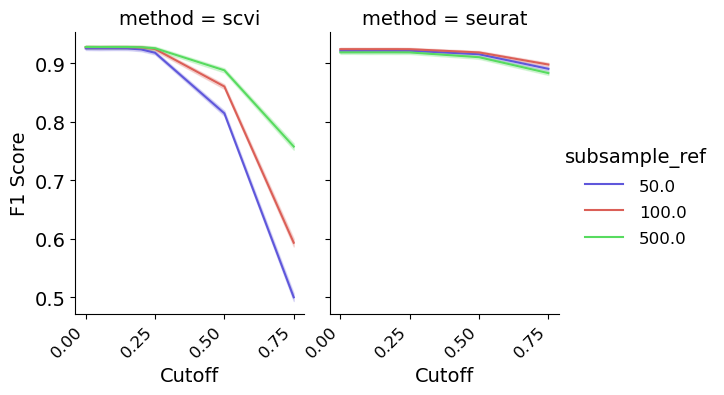 method = scvi
method = seurat
F1 Score
0.9
0.8
0.7
0.6
0.5
0.00
0.25
0.50
0.75
Cutoff
0.00
0.25
0.50
0.75
Cutoff
subsample_ref
50.0
100.0
500.0